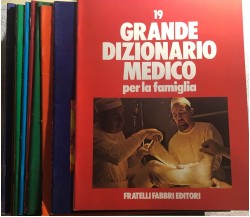 19
GRANDE
DIZIONARIO
MEDICO
per la famiglia
FRATELLI FABBRI EDITORI